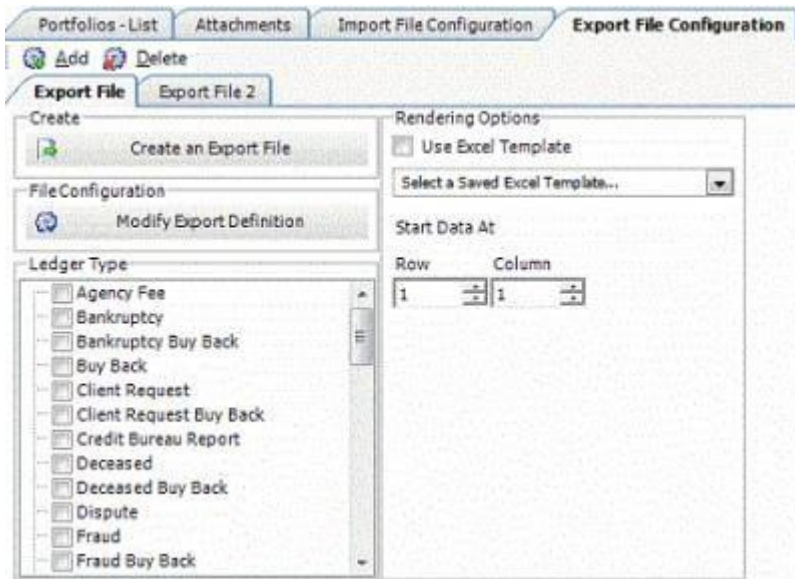 Portfolios - List Attachments Import File Configuration Export File Configuration
Add Delete
Export File Export File 2
Create
Create an Export File
File Configuration
Modify Export Definition
Ledger Type
Agency Fee
Bankruptcy
Bankruptcy Buy Back
Buy Back
Client Request
Client Request Buy Back
Credit Bureau Report
Deceased
Deceased Buy Back
Dispute
Fraud
Fraud Buy Back
Rendering Options
Use Excel Template
Select a Saved Excel Template...
Start Data At
Row Column
1 1